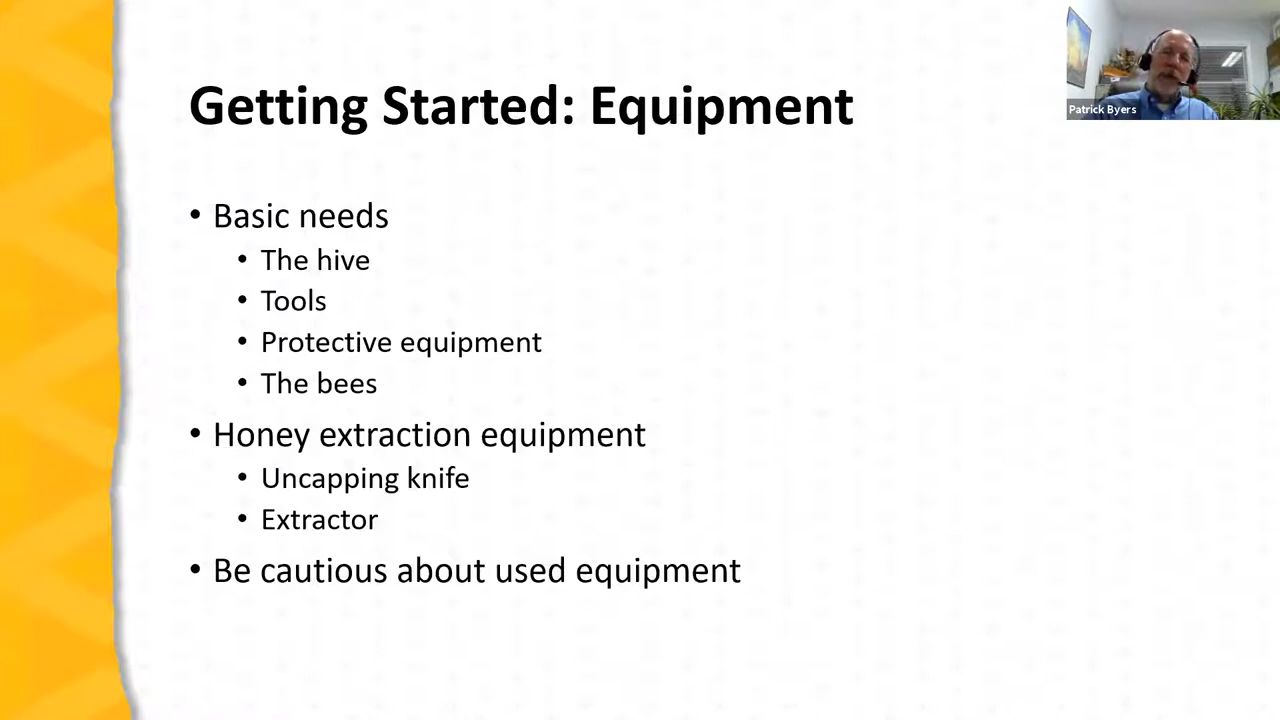 Getting Started: Equipment
Patrick Byers
• Basic needs
• The hive
• Tools
• Protective equipment
• The bees
• Honey extraction equipment
• Uncapping knife
• Extractor
• Be cautious about used equipment